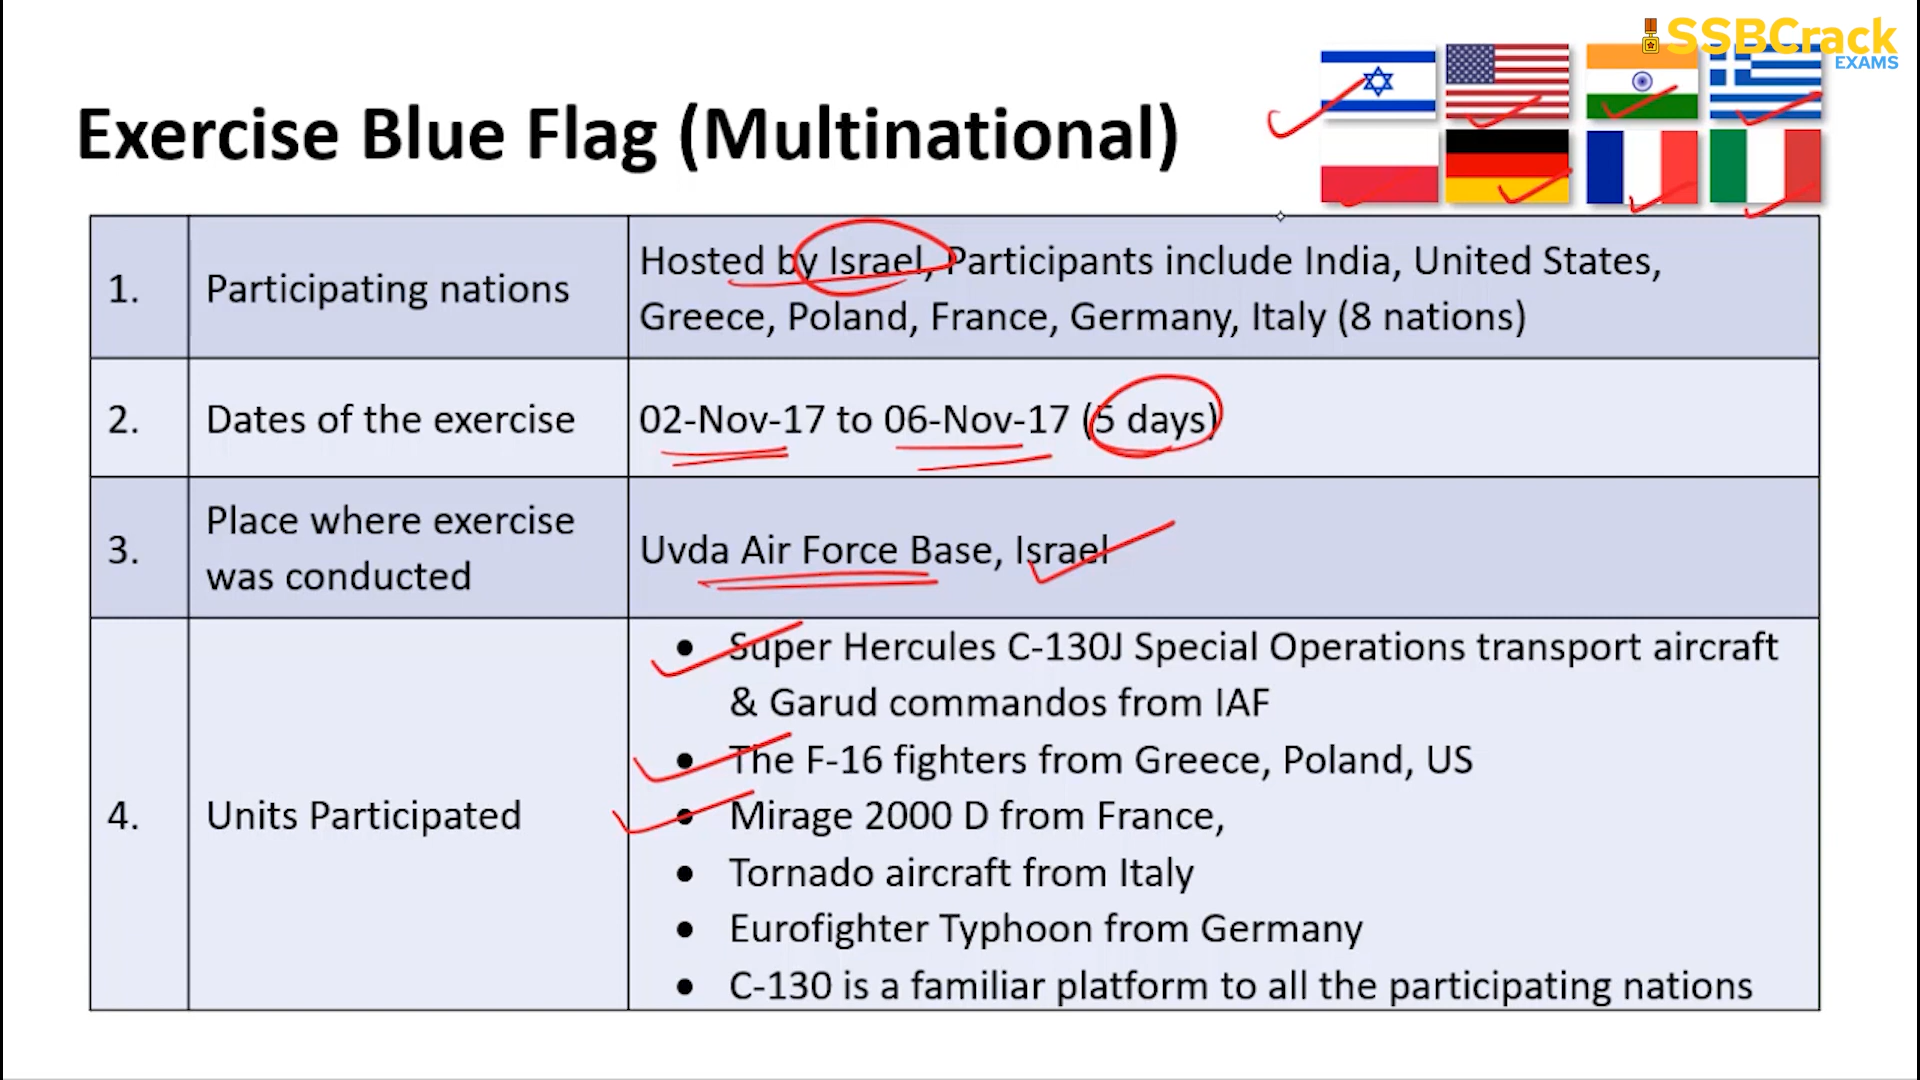 SSBCrack
EXAMS
Exercise Blue Flag (Multinational)
1.
Participating nations
Hosted by Israel, Participants include India, United States,
Greece, Poland, France, Germany, Italy (8 nations)
2.
Dates of the exercise
02-Nov-17 to 06-Nov-17 (5 days)
3.
Place where exercise
was conducted
Uvda Air Force Base, Israel
4.
Units Participated
• Super Hercules C-130J Special Operations transport aircraft
& Garud commandos from IAF
• The F-16 fighters from Greece, Poland, US
• Mirage 2000 D from France,
• Tornado aircraft from Italy
• Eurofighter Typhoon from Germany
• C-130 is a familiar platform to all the participating nations